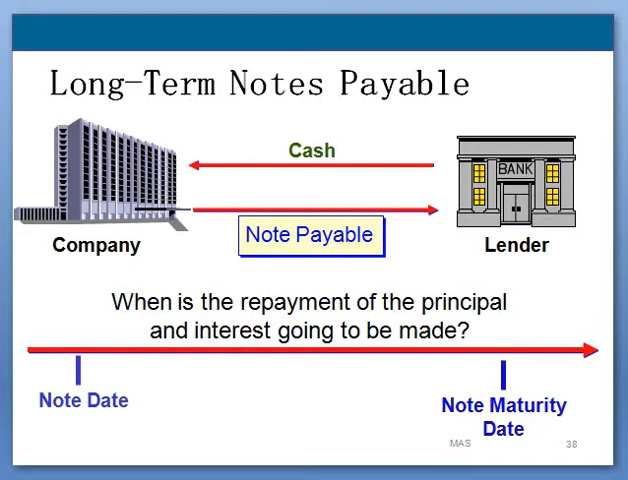 Long-Term Notes Payable
Cash
BANK
Note Payable
Company
Lender
When is the repayment of the principal
and interest going to be made?
Note Date
Note Maturity
Date
MAS
38